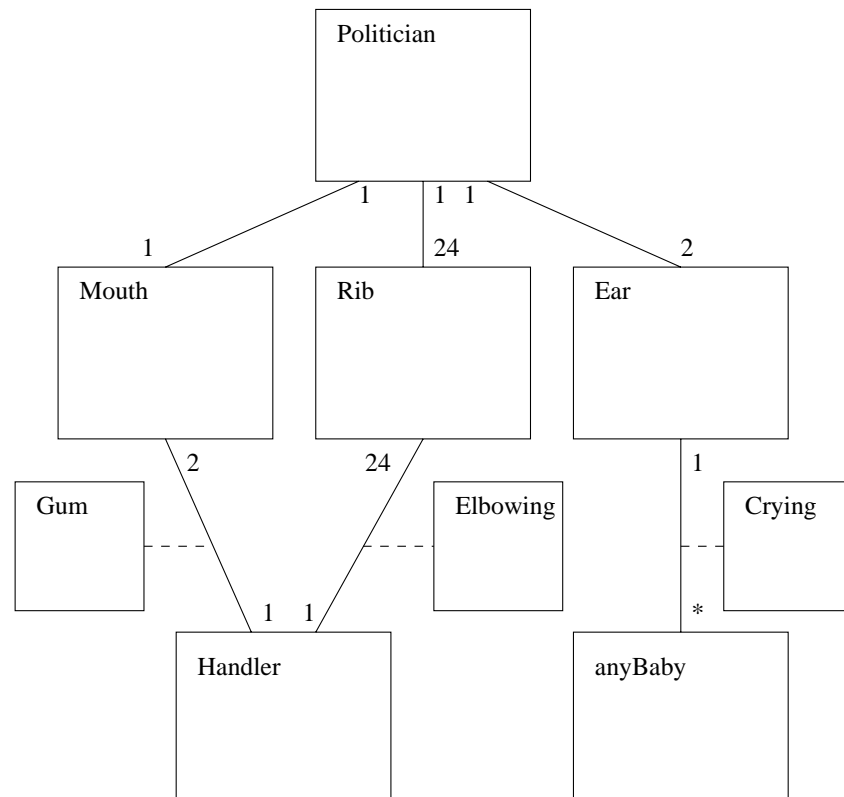 Politician
1 1 1
1 24 2
Mouth Rib Ear
2 24 1
Gum Elbowing Crying
1 1 *
Handler anyBaby